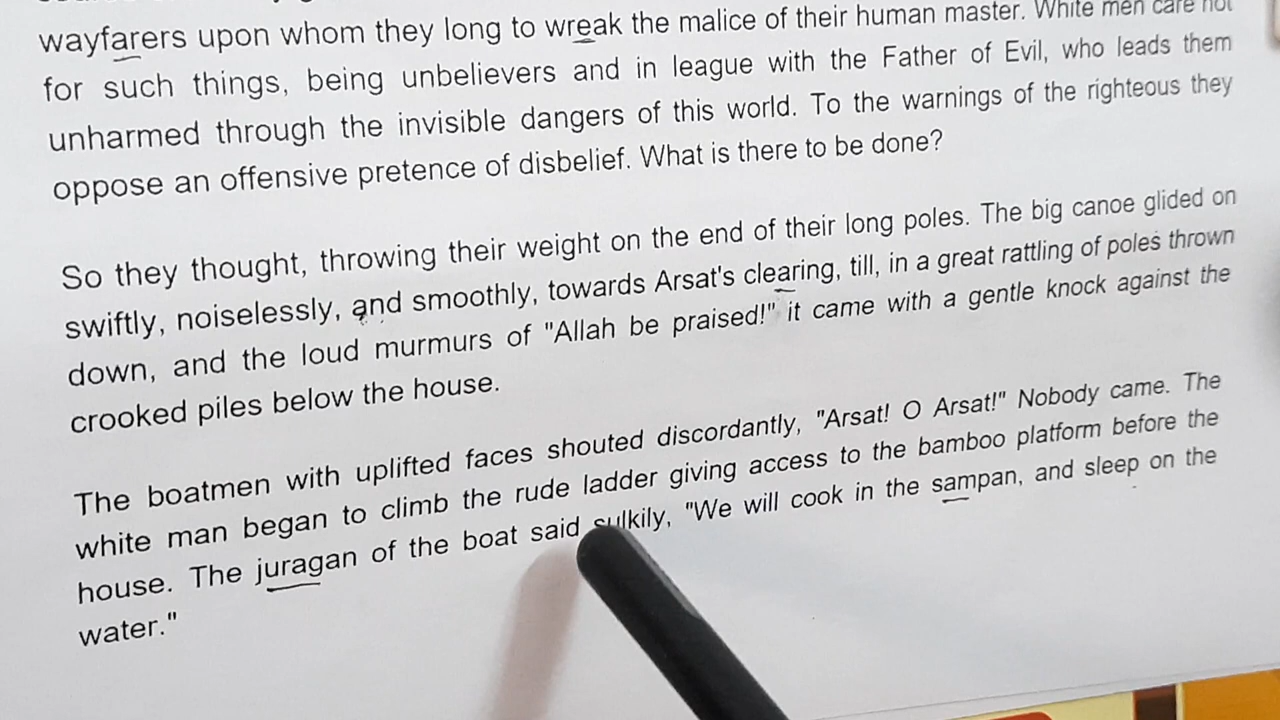 wayfarers upon whom they long to wreak the malice of their human master. White men care not
for such things, being unbelievers and in league with the Father of Evil, who leads them
unharmed through the invisible dangers of this world. To the warnings of the righteous they
oppose an offensive pretence of disbelief. What is there to be done?
So they thought, throwing their weight on the end of their long poles. The big canoe glided on
swiftly, noiselessly, and smoothly, towards Arsat's clearing, till, in a great rattling of poles thrown
down, and the loud murmurs of "Allah be praised!" it came with a gentle knock against the
crooked piles below the house.
The boatmen with uplifted faces shouted discordantly, "Arsat! O Arsat!" Nobody came. The
white man began to climb the rude ladder giving access to the bamboo platform before the
house. The juragan of the boat said sulkily, "We will cook in the sampan, and sleep on the
water."